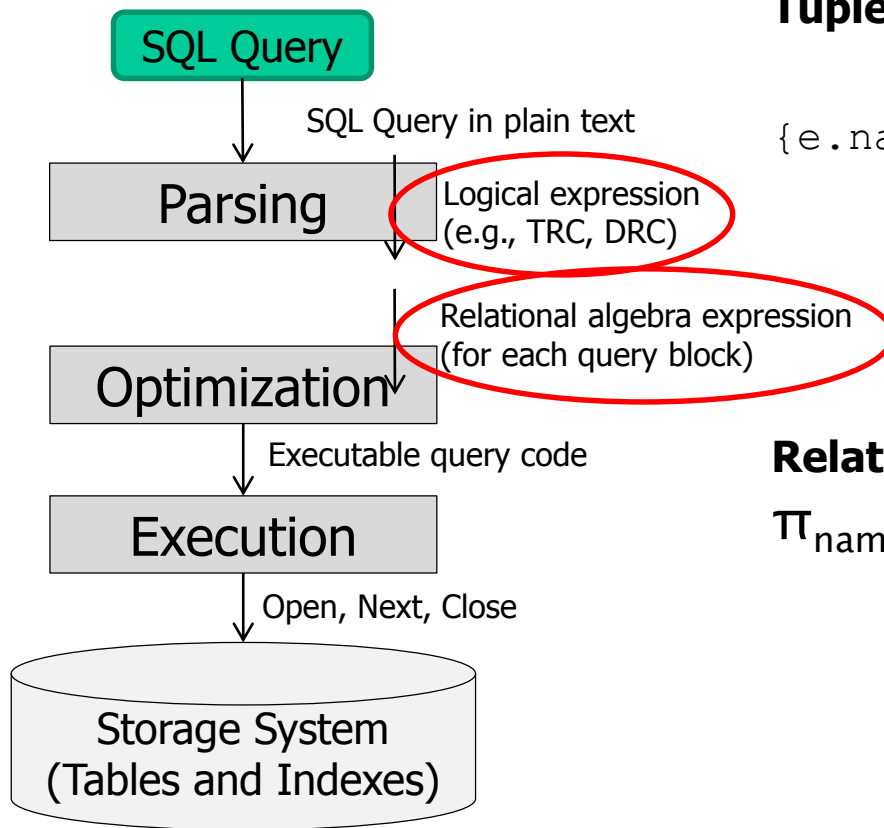 Tuple
SQL Query
SQL Query in plain text
{e.na
Parsing
Logical expression
(e.g., TRC, DRC)
Relational algebra expression
(for each query block)
Optimization
Executable query code
Relat
Execution
πnam
Open, Next, Close
Storage System
(Tables and Indexes)